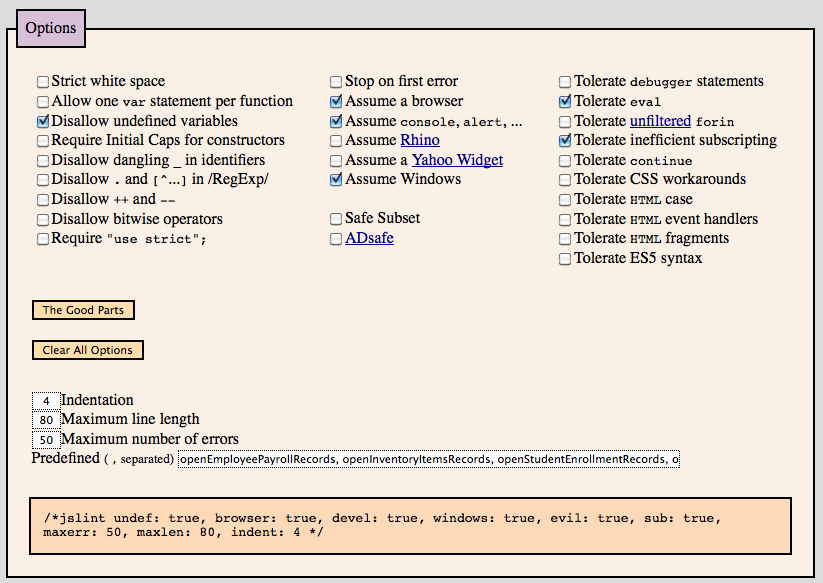 Options
Strict white space
Allow one var statement per function
Disallow undefined variables
Require Initial Caps for constructors
Disallow dangling _ in identifiers
Disallow . and [^...] in /RegExp/
Disallow ++ and --
Disallow bitwise operators
Require "use strict";
Stop on first error
Assume a browser
Assume console, alert, ...
Assume Rhino
Assume a Yahoo Widget
Assume Windows
Safe Subset
ADsafe
Tolerate debugger statements
Tolerate eval
Tolerate unfiltered forin
Tolerate inefficient subscripting
Tolerate continue
Tolerate CSS workarounds
Tolerate HTML case
Tolerate HTML event handlers
Tolerate HTML fragments
Tolerate ES5 syntax
The Good Parts
Clear All Options
4 Indentation
80 Maximum line length
50 Maximum number of errors
Predefined ( , separated) openEmployeePayrollRecords, openInventoryItemsRecords, openStudentEnrollmentRecords, o
/*jslint undef: true, browser: true, devel: true, windows: true, evil: true, sub: true,
maxerr: 50, maxlen: 80, indent: 4 */